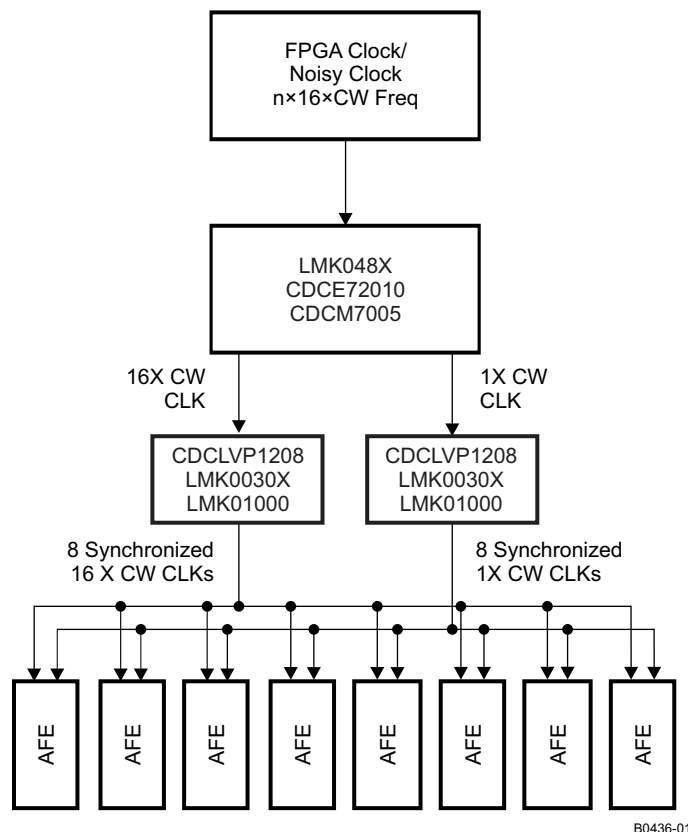 FPGA Clock/
Noisy Clock
n×16×CW Freq
LMK048X
CDCE72010
CDCM7005
16X CW
CLK
1X CW
CLK
CDCLVP1208
LMK0030X
LMK01000
CDCLVP1208
LMK0030X
LMK01000
8 Synchronized
16 X CW CLKs
8 Synchronized
1X CW CLKs
AFE
AFE
AFE
AFE
AFE
AFE
AFE
AFE
B0436-01